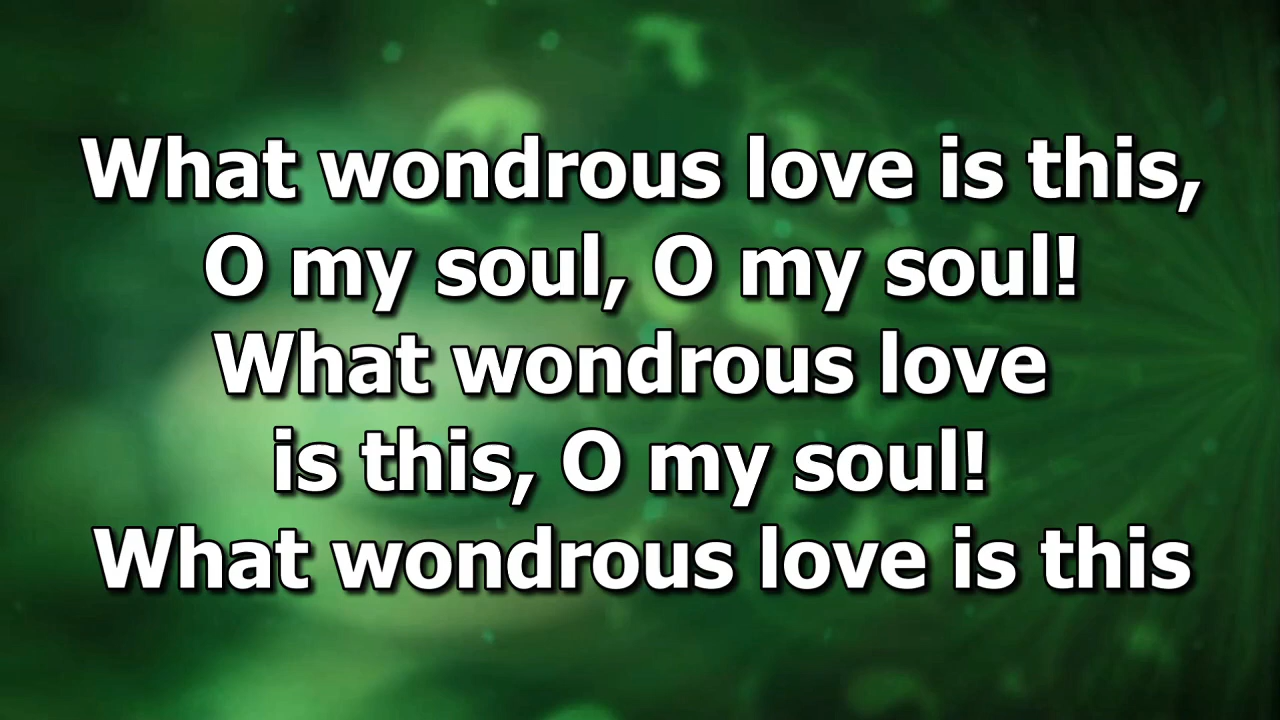 What wondrous love is this,
O my soul, O my soul!
What wondrous love
is this, O my soul!
What wondrous love is this